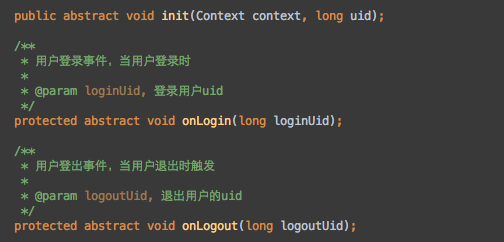 public abstract void init(Context context, long uid);
/**
 * 用户登录事件，当用户登录时
 *
 * @param loginUid, 登录用户uid
 */
protected abstract void onLogin(long loginUid);
/**
 * 用户登出事件，当用户退出时触发
 *
 * @param logoutUid, 退出用户的uid
 */
protected abstract void onLogout(long logoutUid);